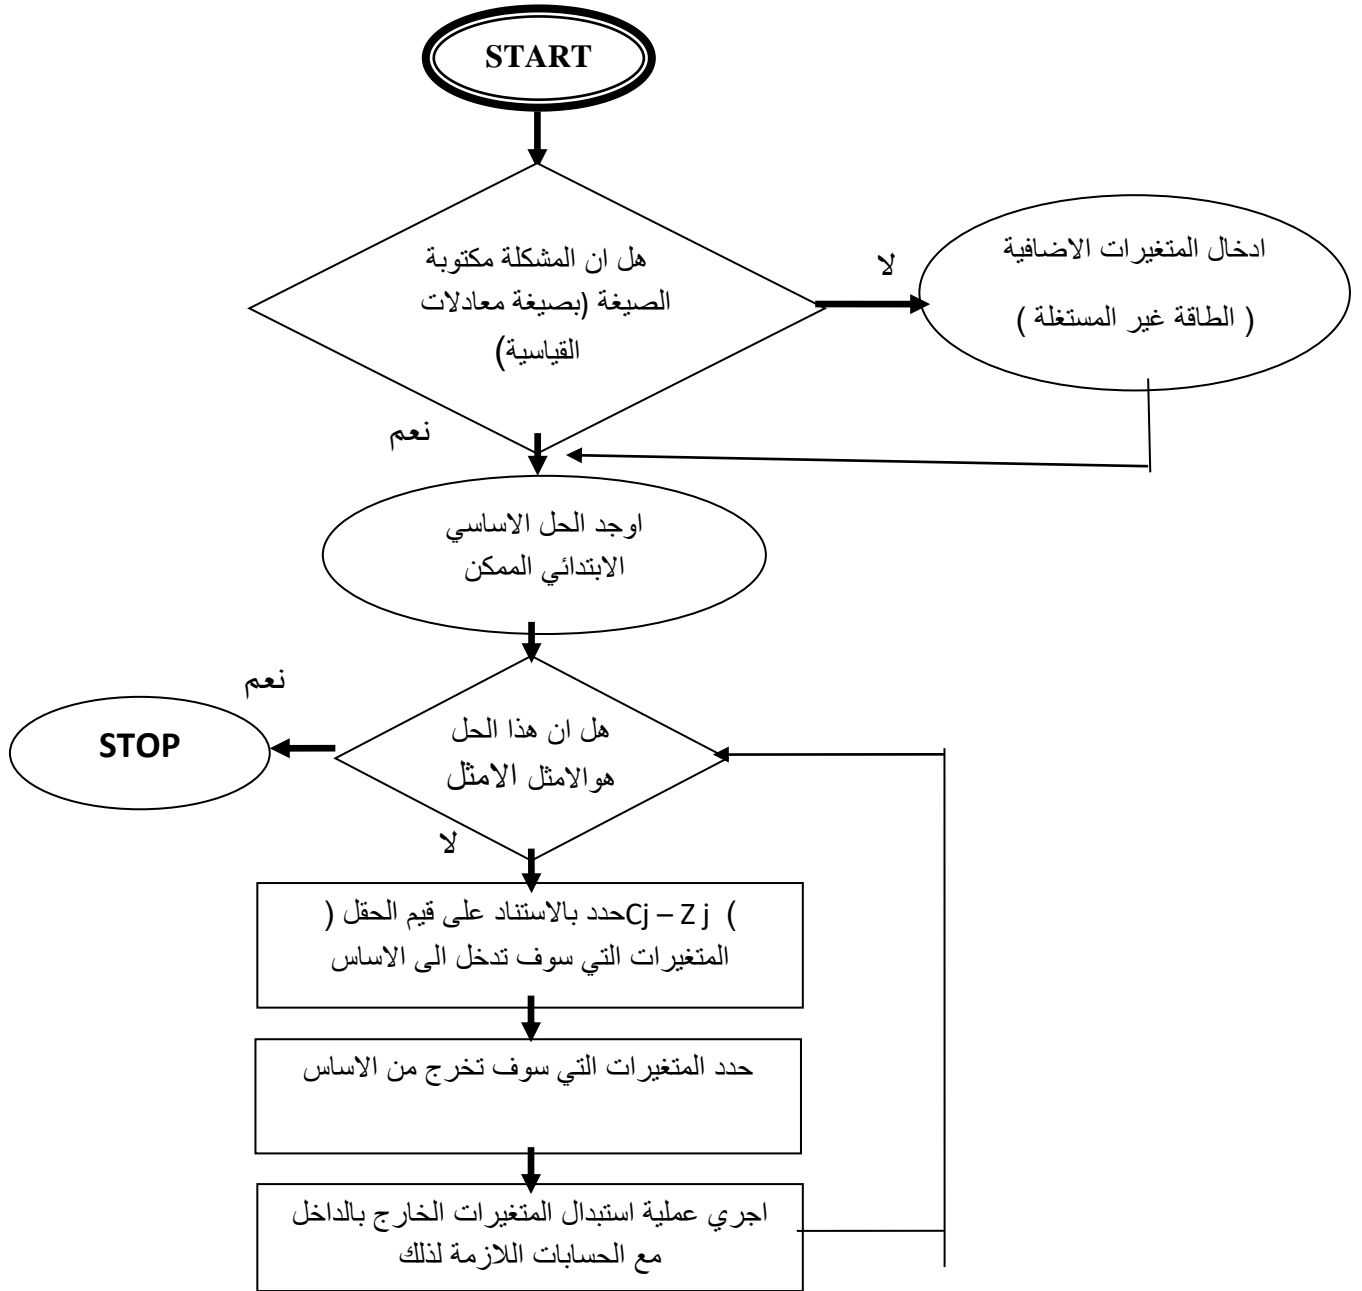 START
هل ان المشكلة مكتوبة
الصيغة (بصيغة معادلات
القياسية)
لا
ادخال المتغيرات الاضافية
( الطاقة غير المستغلة )
نعم
اوجد الحل الاساسي
الابتدائي الممكن
نعم
STOP
هل ان هذا الحل
هوالامثل الامثل
لا
) Cj – Z jحدد بالاستناد على قيم الحقل (
المتغيرات التي سوف تدخل الى الاساس
حدد المتغيرات التي سوف تخرج من الاساس
اجري عملية استبدال المتغيرات الخارج بالداخل
مع الحسابات اللازمة لذلك